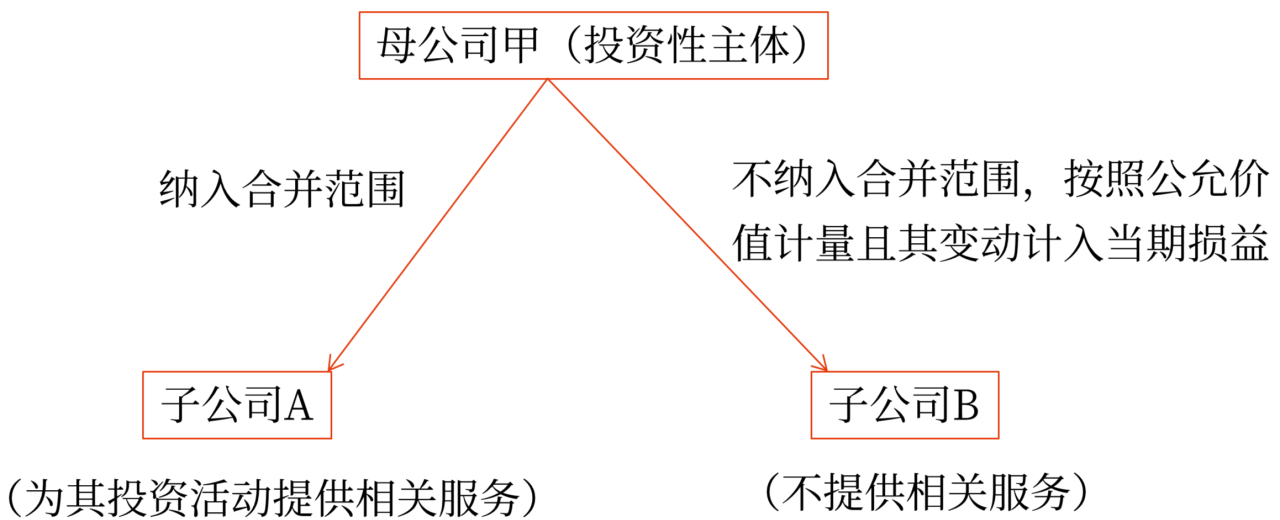 母公司甲（投资性主体）
纳入合并范围
不纳入合并范围，按照公允价
值计量且其变动计入当期损益
子公司A
子公司B
（为其投资活动提供相关服务）
（不提供相关服务）